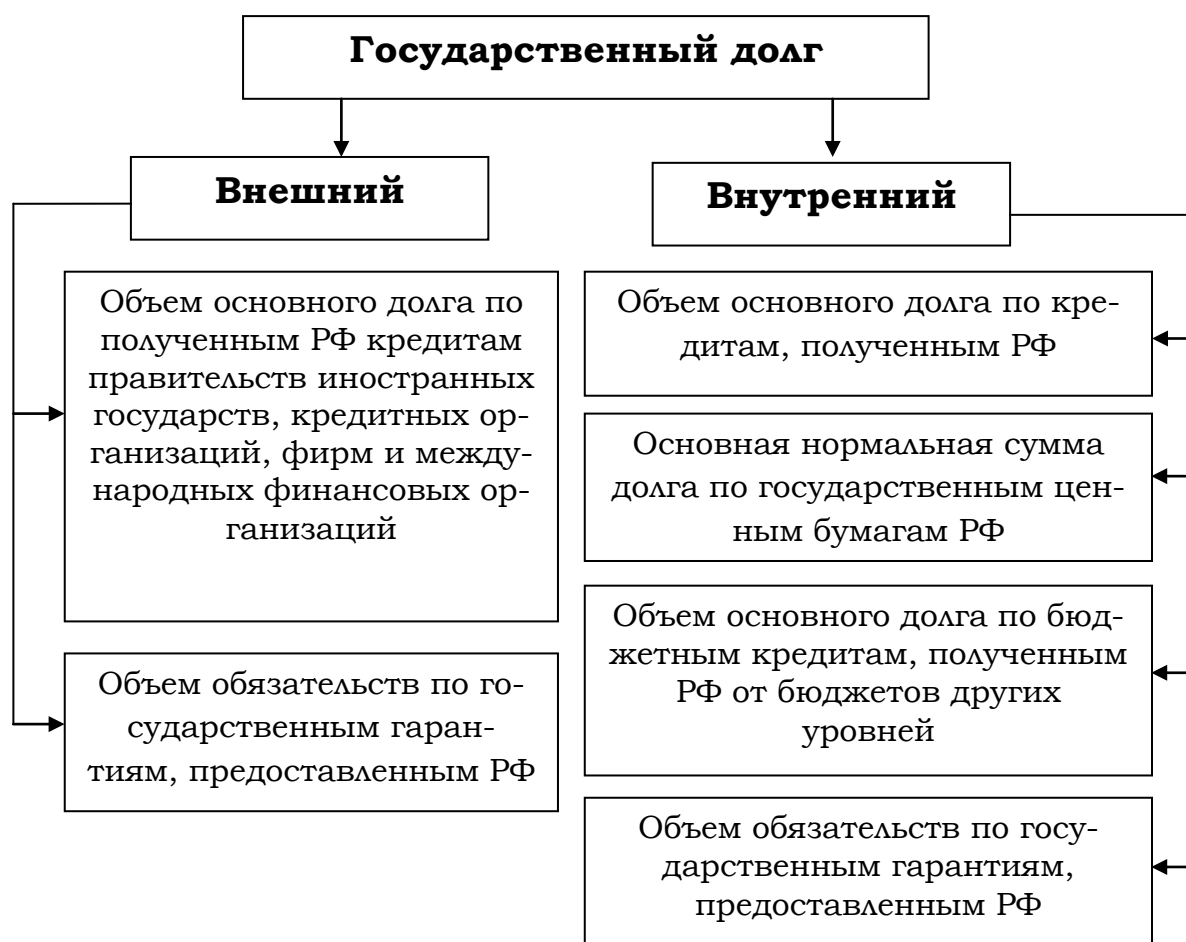 Государственный долг
Внешний
Внутренний
Объем основного долга по
полученным РФ кредитам
правительств иностранных
государств, кредитных ор-
ганизаций, фирм и между-
народных финансовых ор-
ганизаций
Объем обязательств по го-
сударственным гаран-
тиям, предоставленным РФ
Объем основного долга по кре-
дитам, полученным РФ
Основная нормальная сумма
долга по государственным цен-
ным бумагам РФ
Объем основного долга по бюд-
жетным кредитам, полученным
РФ от бюджетов других
уровней
Объем обязательств по госу-
дарственным гарантиям,
предоставленным РФ